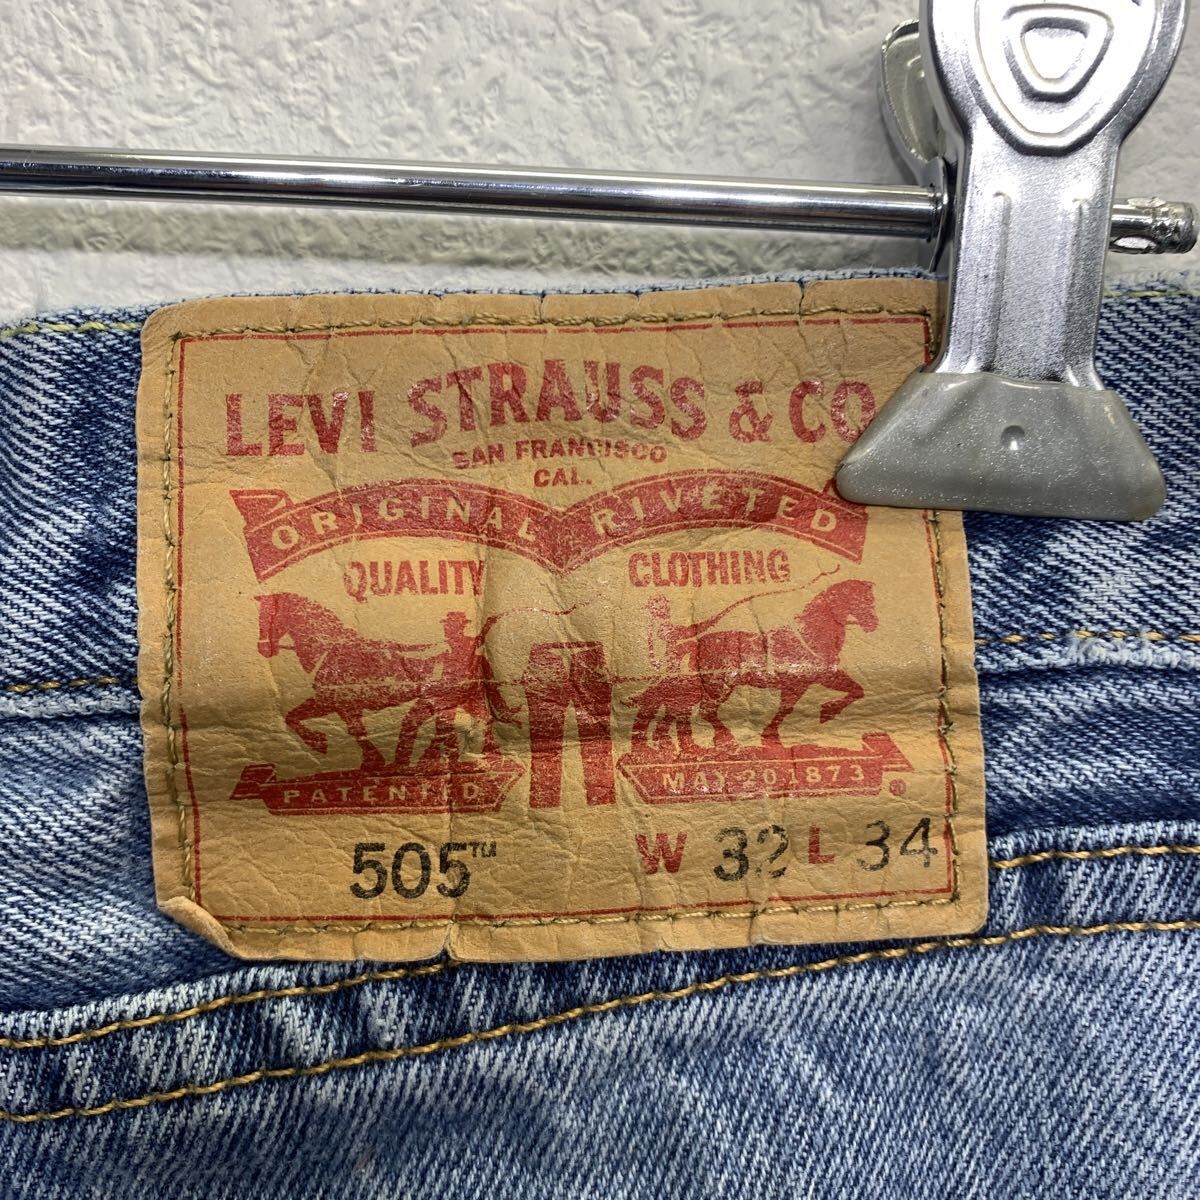 LEVI STRAUSS & CO
SAN FRANCISCO
CAL.
ORIGINAL RIVETED
QUALITY CLOTHING
PATENTED MAY 20 1873 ®
505™ W 32 L 34